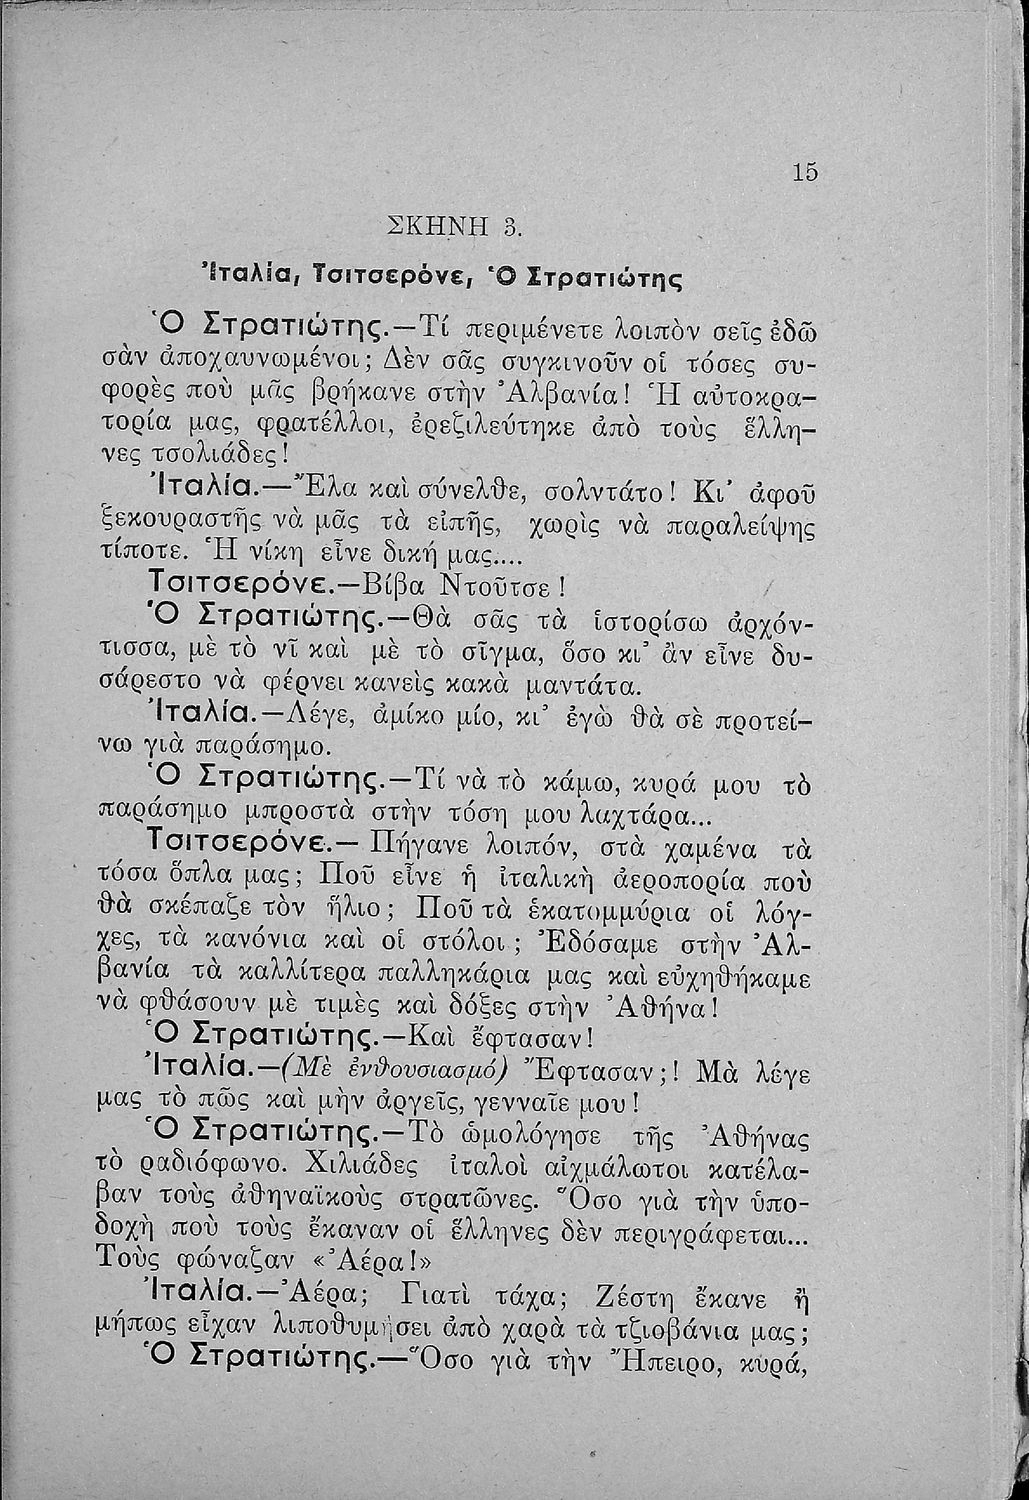 15
ΣΚΗΝΗ 3.
Ἰταλία, Τσιτσερόνε, Ὁ Στρατιώτης
Ὁ Στρατιώτης.—Τί περιμένετε λοιπὸν σεῖς ἐδῶ
σὰν ἀποχαυνωμένοι; Δὲν σᾶς συγκινοῦν οἱ τόσες συ-
φορὲς ποὺ μᾶς βρήκανε στὴν Ἀλβανία! Ἡ αὐτοκρα-
τορία μας, φρατέλλοι, ἐρεζιλεύτηκε ἀπὸ τοὺς ἕλλη-
νες τσολιάδες!
Ἰταλία.—Ἔλα καὶ σύνελθε, σολντάτο! Κι' ἀφοῦ
ξεκουραστῆς νὰ μᾶς τὰ εἰπῆς, χωρὶς νὰ παραλείψης
τίποτε. Ἡ νίκη εἶνε δική μας....
Τσιτσερόνε.—Βίβα Ντοῦτσε!
Ὁ Στρατιώτης.—Θὰ σᾶς τὰ ἱστορίσω ἀρχόν-
τισσα, μὲ τὸ νῖ καὶ μὲ τὸ σῖγμα, ὅσο κι' ἂν εἶνε δυ-
σάρεστο νὰ φέρνει κανεὶς κακὰ μαντάτα.
Ἰταλία.—Λέγε, ἀμίκο μίο, κι' ἐγὼ θὰ σὲ προτεί-
νω γιὰ παράσημο.
Ὁ Στρατιώτης.—Τί νὰ τὸ κάμω, κυρά μου τὸ
παράσημο μπροστὰ στὴν τόση μου λαχτάρα...
Τσιτσερόνε.— Πήγανε λοιπόν, στὰ χαμένα τὰ
τόσα ὅπλα μας; Ποῦ εἶνε ἡ ἰταλικὴ ἀεροπορία ποὺ
θὰ σκέπαζε τὸν ἥλιο; Ποῦ τὰ ἑκατομμύρια οἱ λόγ-
χες, τὰ κανόνια καὶ οἱ στόλοι; Ἐδόσαμε στὴν Ἀλ-
βανία τὰ καλλίτερα παλληκάρια μας καὶ εὐχηθήκαμε
νὰ φθάσουν μὲ τιμὲς καὶ δόξες στὴν Ἀθήνα!
Ὁ Στρατιώτης.—Καὶ ἔφτασαν!
Ἰταλία.—(Μὲ ἐνθουσιασμό) Ἔφτασαν;! Μὰ λέγε
μας τὸ πῶς καὶ μὴν ἀργεῖς, γενναῖε μου!
Ὁ Στρατιώτης.—Τὸ ὡμολόγησε τῆς Ἀθήνας
τὸ ραδιόφωνο. Χιλιάδες ἰταλοὶ αἰχμάλωτοι κατέλα-
βαν τοὺς ἀθηναϊκοὺς στρατῶνες. Ὅσο γιὰ τὴν ὑπο-
δοχὴ ποὺ τοὺς ἔκαναν οἱ ἕλληνες δὲν περιγράφεται...
Τοὺς φώναζαν «Ἀέρα!»
Ἰταλία.—Ἀέρα; Γιατὶ τάχα; Ζέστη ἔκανε ἢ
μήπως εἶχαν λιποθυμήσει ἀπὸ χαρὰ τὰ τζιοβάνια μας;
Ὁ Στρατιώτης.—Ὅσο γιὰ τὴν Ἤπειρο, κυρά,